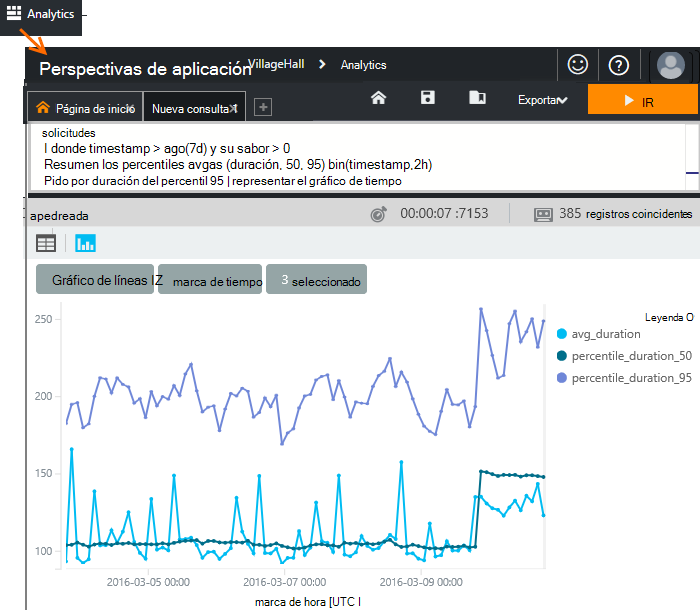 Analytics
Perspectivas de aplicación VillageHall > Analytics
Página de inicio Nueva consulta 1 Exportar IR
solicitudes
I donde timestamp > ago(7d) y su sabor > 0
Resumen los percentiles avgas (duración, 50, 95) bin(timestamp,2h)
Pido por duración del percentil 95 | representar el gráfico de tiempo
apedreada 00:00:07 :7153 385 registros coincidentes
Gráfico de líneas IZ marca de tiempo 3 seleccionado
Leyenda O
avg_duration
percentile_duration_50
percentile_duration_95
250
200
150
100
2016-03-05 00:00 2016-03-07 00:00 2016-03-09 00:00
marca de hora [UTC I